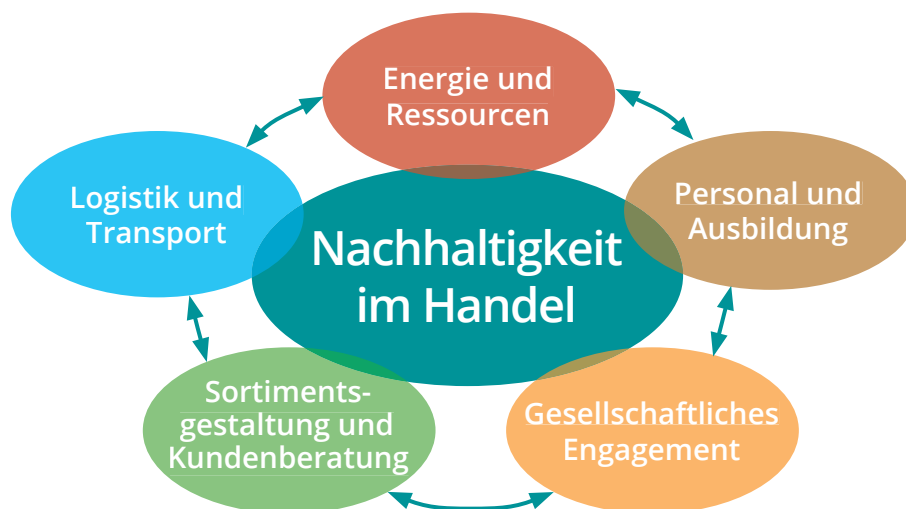 Energie und
Ressourcen
Logistik und
Transport
Personal und
Ausbildung
Nachhaltigkeit
im Handel
Sortiments-
gestaltung und
Kundenberatung
Gesellschaftliches
Engagement